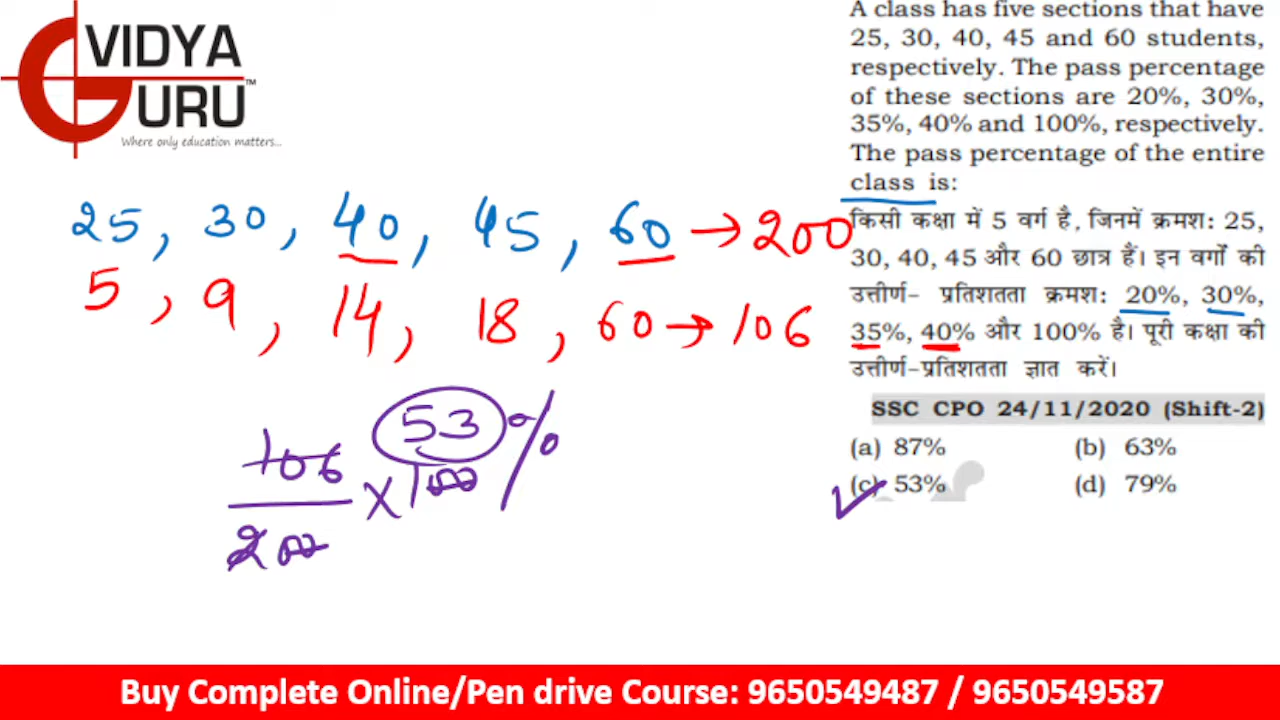 VIDYA
GURU™
Where only education matters...
A class has five sections that have
25, 30, 40, 45 and 60 students,
respectively. The pass percentage
of these sections are 20%, 30%,
35%, 40% and 100%, respectively.
The pass percentage of the entire
class is:
किसी कक्षा में 5 वर्ग है, जिनमें क्रमश: 25,
30, 40, 45 और 60 छात्र हैं। इन वर्गों की
उत्तीर्ण- प्रतिशतता क्रमश: 20%, 30%,
35%, 40% और 100% है। पूरी कक्षा की
उत्तीर्ण-प्रतिशतता ज्ञात करें।
SSC CPO 24/11/2020 (Shift-2)
(a) 87% (b) 63%
(c) 53% (d) 79%
25, 30, 40, 45, 60 → 200
5, 9, 14, 18, 60 → 106
53
106 × 100 %
200
Buy Complete Online/Pen drive Course: 9650549487 / 9650549587